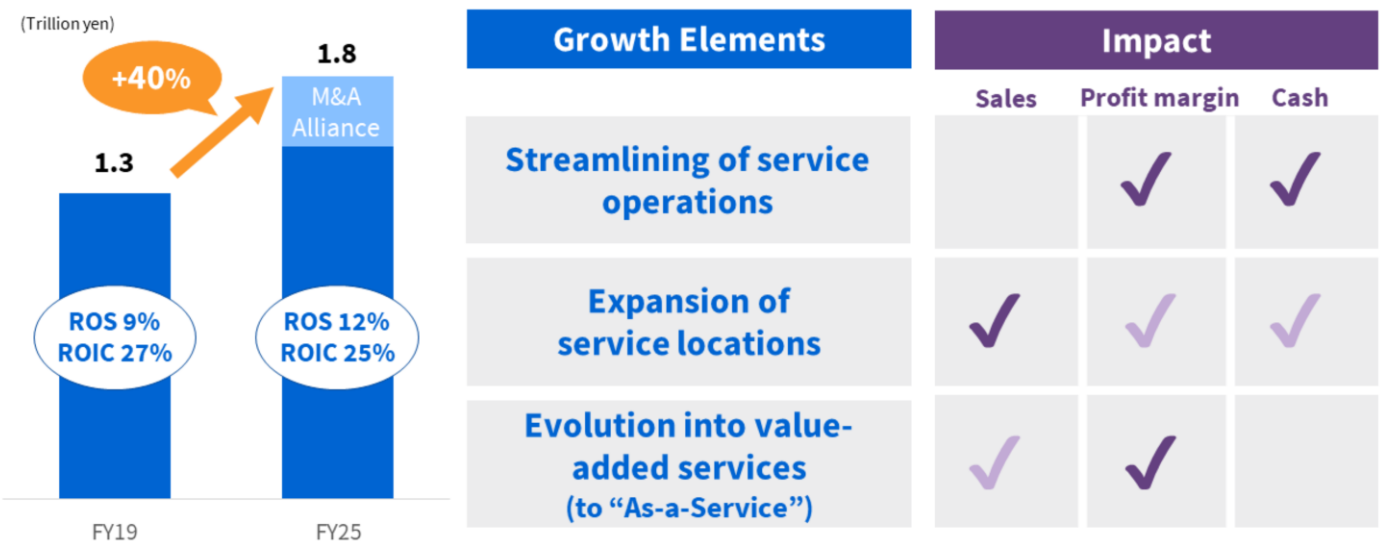 (Trillion yen)
+40%
1.8
M&A
Alliance
1.3
ROS 9%
ROIC 27%
ROS 12%
ROIC 25%
FY19
FY25
Growth Elements
Impact
Sales
Profit margin
Cash
Streamlining of service
operations
Expansion of
service locations
Evolution into value-
added services
(to “As-a-Service”)